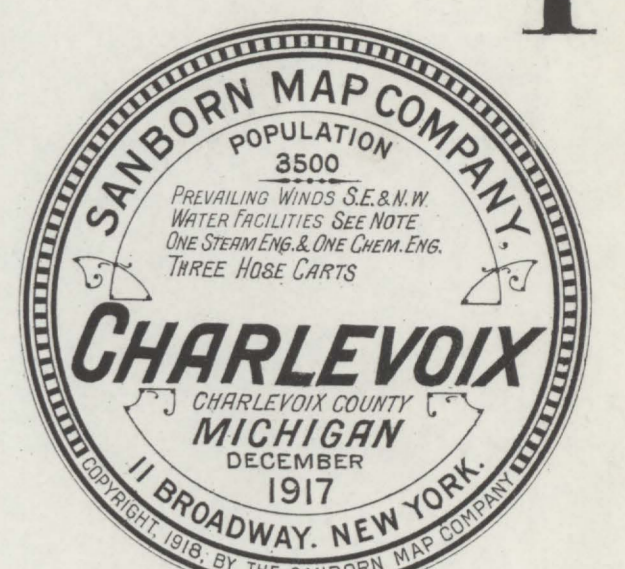 SANBORN MAP COMPANY,
POPULATION
3500
PREVAILING WINDS S.E. & N.W.
WATER FACILITIES SEE NOTE
ONE STEAM ENG. & ONE CHEM. ENG.
THREE HOSE CARTS
CHARLEVOIX
CHARLEVOIX COUNTY
MICHIGAN
DECEMBER
1917
11 BROADWAY. NEW YORK.
COPYRIGHT, 1918, BY THE SANBORN MAP COMPANY